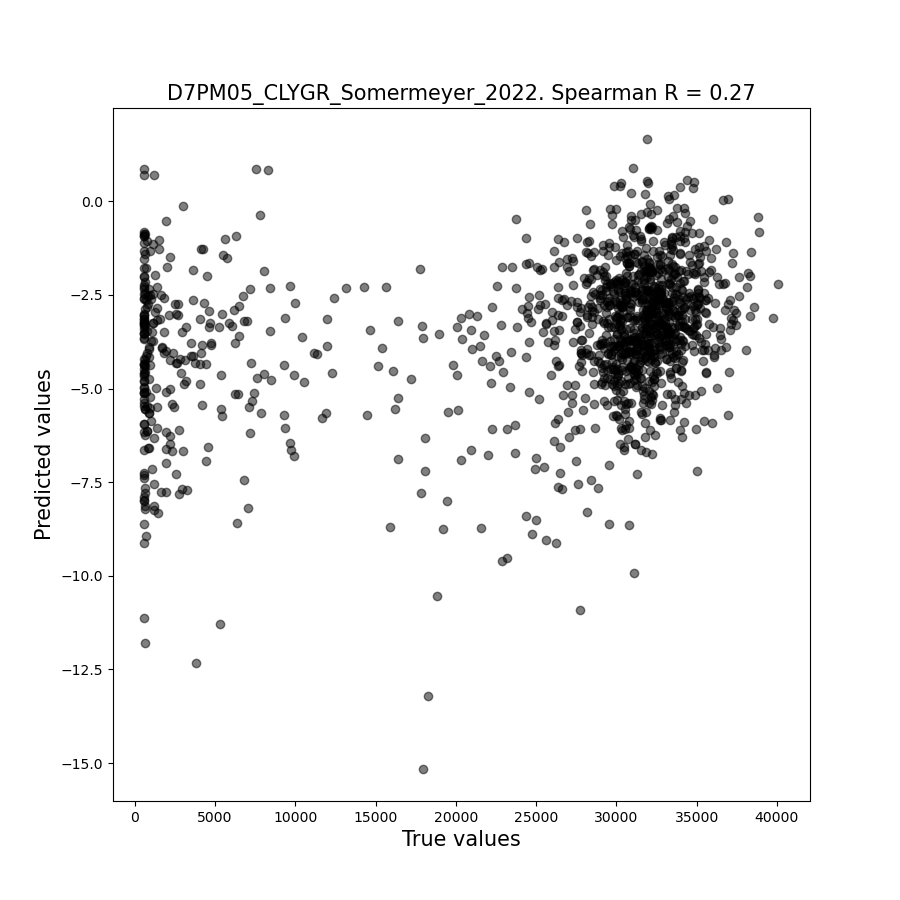 D7PM05_CLYGR_Somermeyer_2022. Spearman R = 0.27
0.0
−2.5
−5.0
−7.5
−10.0
−12.5
−15.0
Predicted values
0 5000 10000 15000 20000 25000 30000 35000 40000
True values